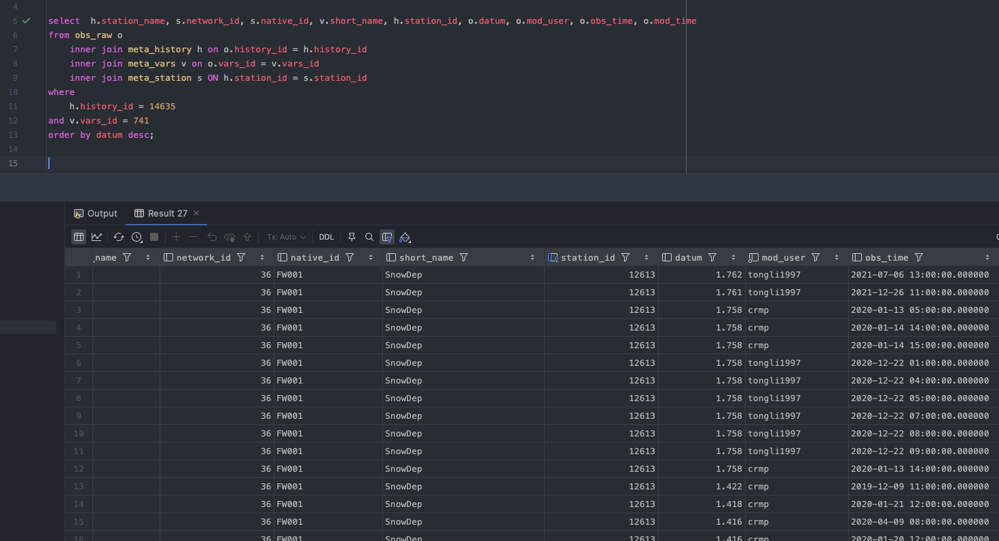 4
5 select  h.station_name, s.network_id, s.native_id, v.short_name, h.station_id, o.datum, o.mod_user, o.obs_time, o.mod_time
6 from obs_raw o
7 inner join meta_history h on o.history_id = h.history_id
8 inner join meta_vars v on o.vars_id = v.vars_id
9 inner join meta_station s ON h.station_id = s.station_id
10 where
11 h.history_id = 14635
12 and v.vars_id = 741
13 order by datum desc;
14
15
Output Result 27 ×
Tx: Auto DDL
_name network_id native_id short_name station_id datum mod_user obs_time
1 36 FW001 SnowDep 12613 1.762 tongli1997 2021-07-06 13:00:00.000000
2 36 FW001 SnowDep 12613 1.761 tongli1997 2021-12-26 11:00:00.000000
3 36 FW001 SnowDep 12613 1.758 crmp 2020-01-13 05:00:00.000000
4 36 FW001 SnowDep 12613 1.758 crmp 2020-01-14 14:00:00.000000
5 36 FW001 SnowDep 12613 1.758 crmp 2020-01-14 15:00:00.000000
6 36 FW001 SnowDep 12613 1.758 tongli1997 2020-12-22 01:00:00.000000
7 36 FW001 SnowDep 12613 1.758 tongli1997 2020-12-22 04:00:00.000000
8 36 FW001 SnowDep 12613 1.758 tongli1997 2020-12-22 05:00:00.000000
9 36 FW001 SnowDep 12613 1.758 tongli1997 2020-12-22 07:00:00.000000
10 36 FW001 SnowDep 12613 1.758 tongli1997 2020-12-22 08:00:00.000000
11 36 FW001 SnowDep 12613 1.758 tongli1997 2020-12-22 09:00:00.000000
12 36 FW001 SnowDep 12613 1.758 crmp 2020-01-13 14:00:00.000000
13 36 FW001 SnowDep 12613 1.422 crmp 2019-12-09 11:00:00.000000
14 36 FW001 SnowDep 12613 1.418 crmp 2020-01-21 12:00:00.000000
15 36 FW001 SnowDep 12613 1.416 crmp 2020-04-09 08:00:00.000000
16 36 FW001 SnowDep 12613 1.416 crmp 2020-01-20 12:00:00.000000